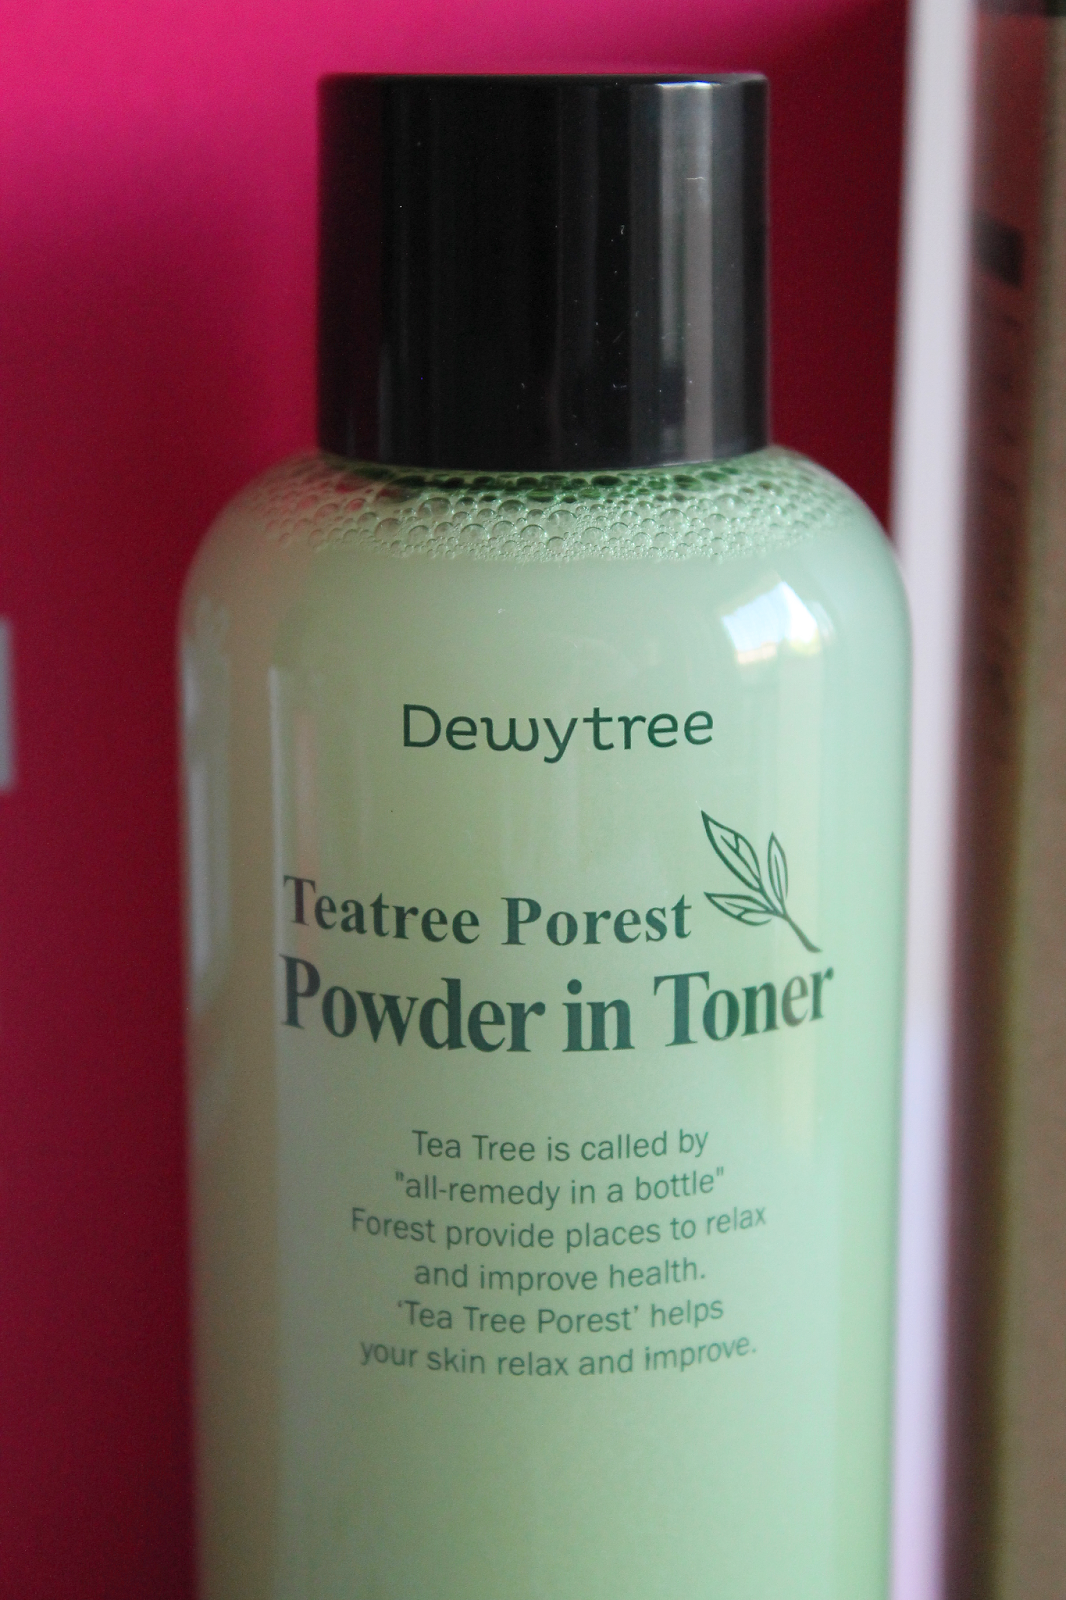 Dewytree
Teatree Porest
Powder in Toner
Tea Tree is called by
"all-remedy in a bottle"
Forest provide places to relax
and improve health.
‘Tea Tree Porest’ helps
your skin relax and improve.